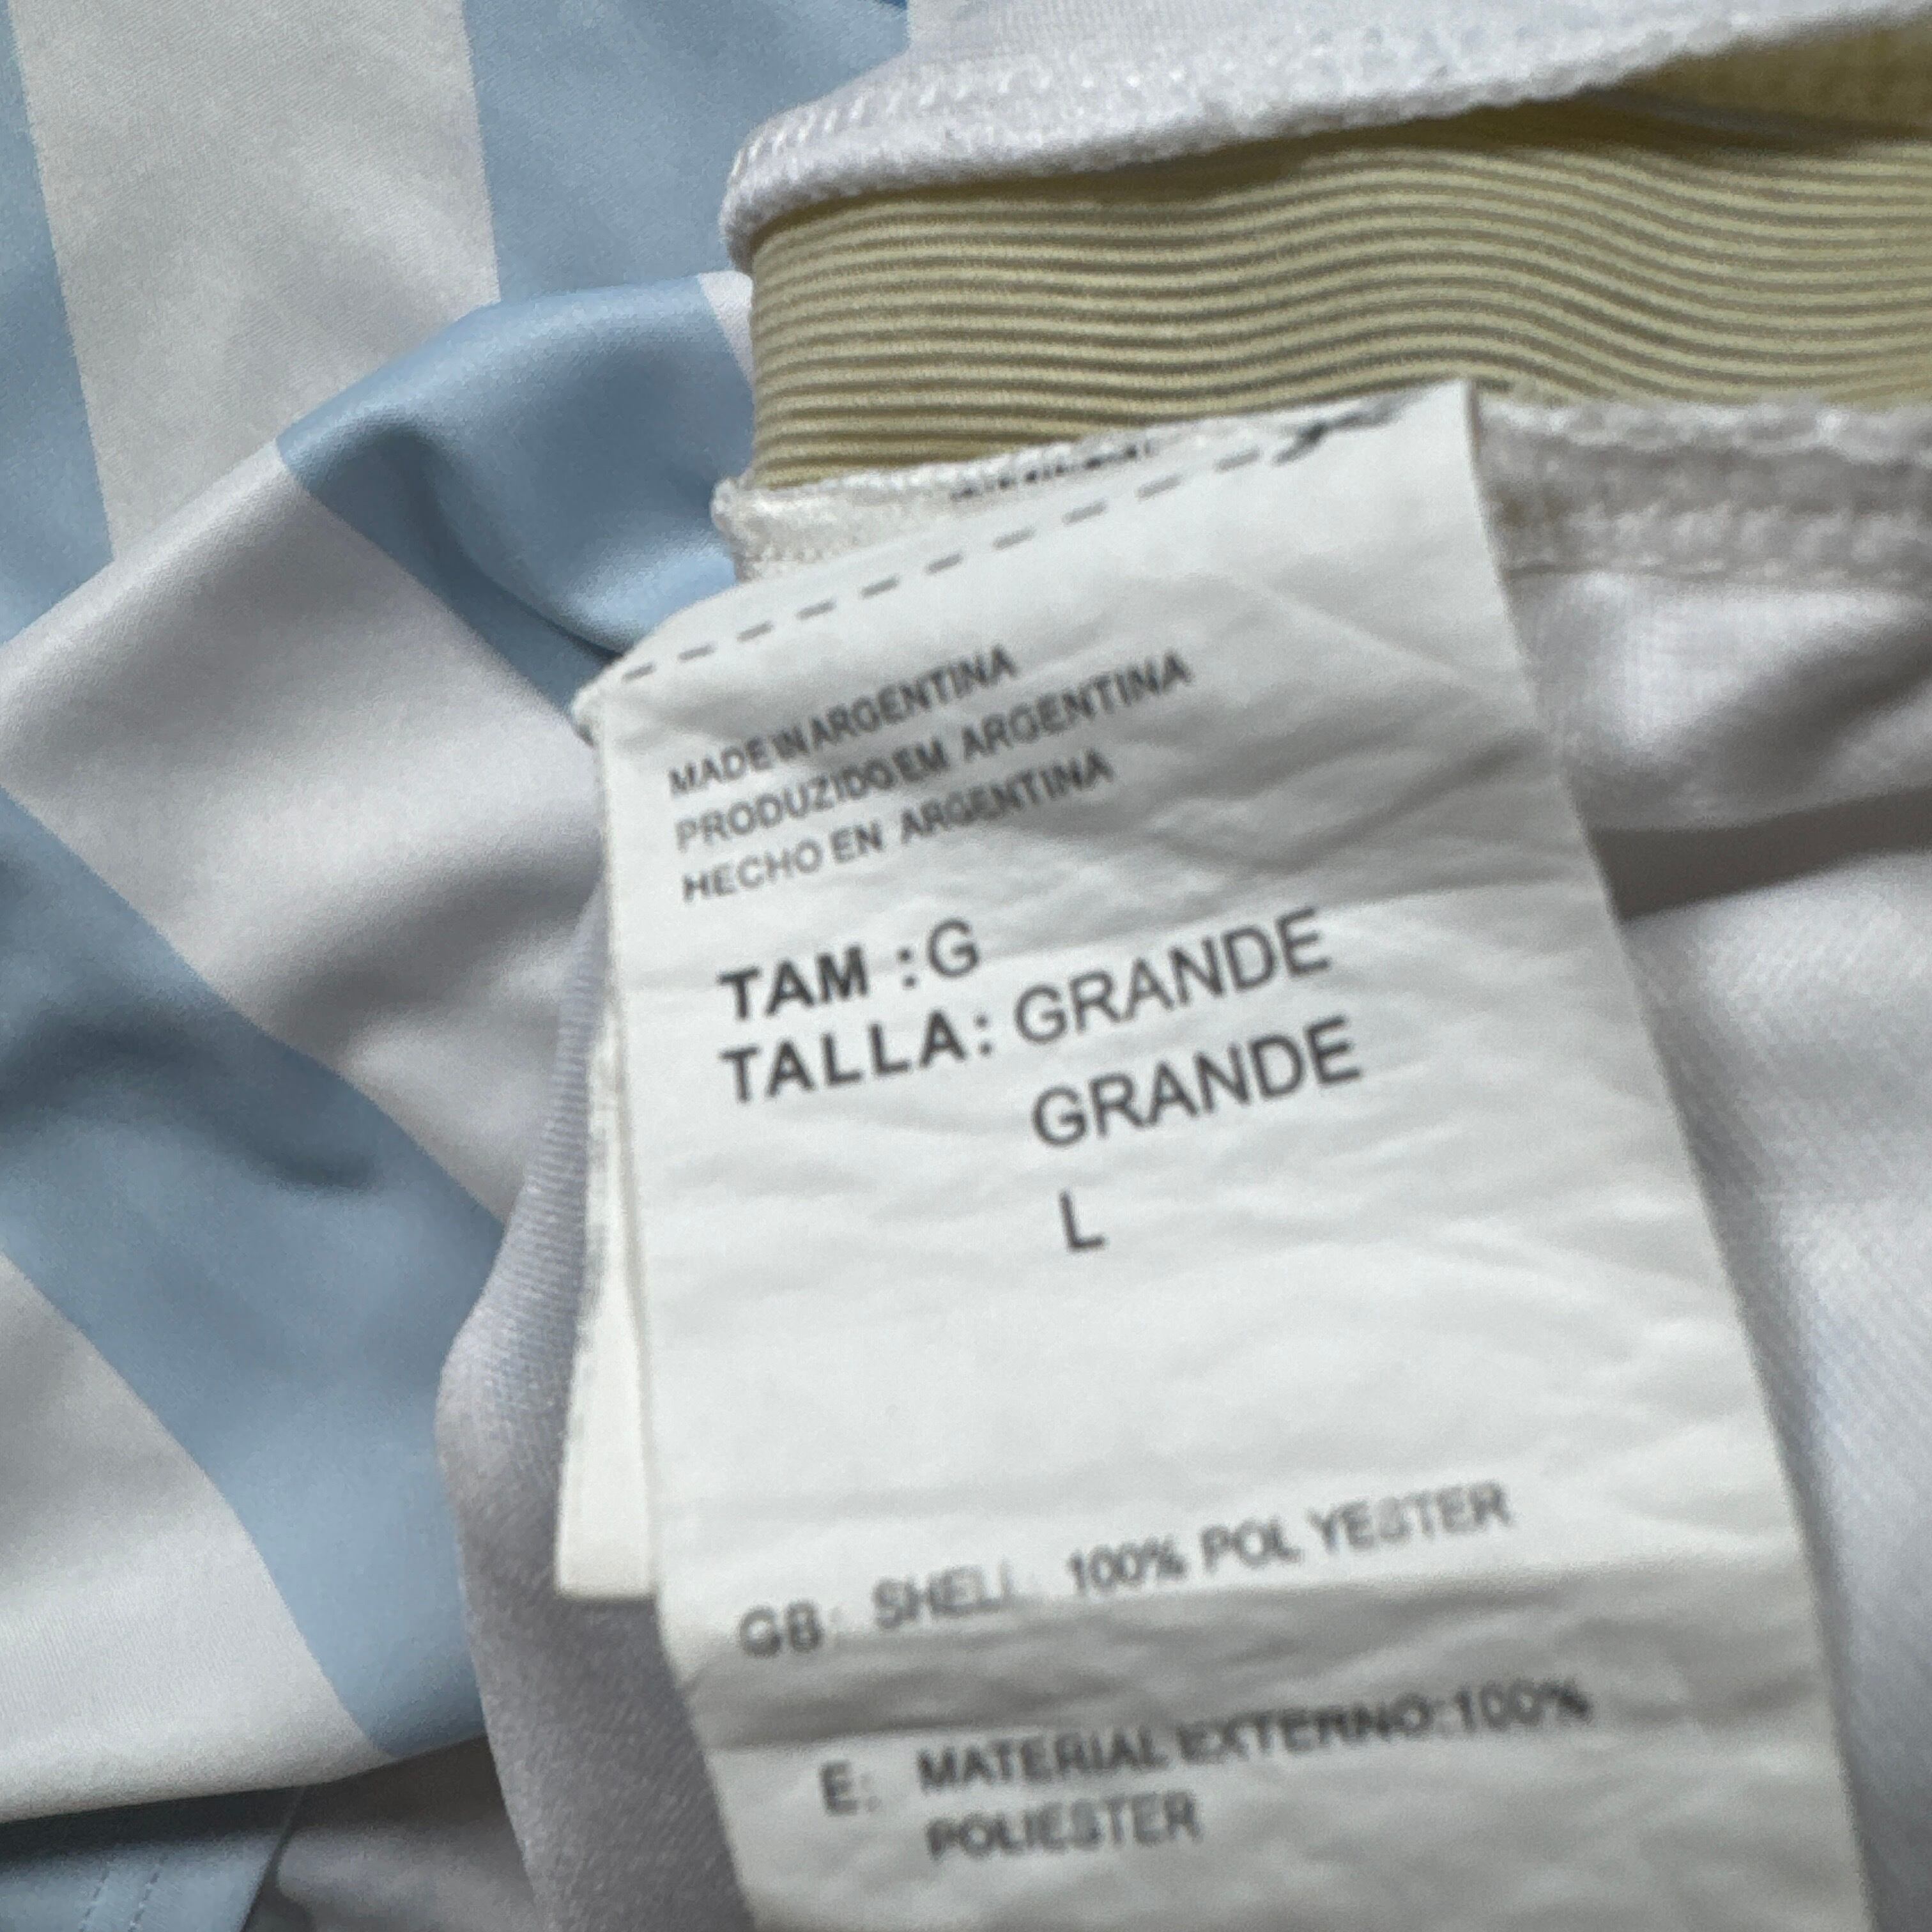 MADE IN ARGENTINA
PRODUZIDO EM ARGENTINA
HECHO EN ARGENTINA
TAM : G
TALLA: GRANDE
GRANDE
L
GB: SHELL: 100% POLYESTER
E: MATERIAL EXTERNO: 100%
POLIESTER